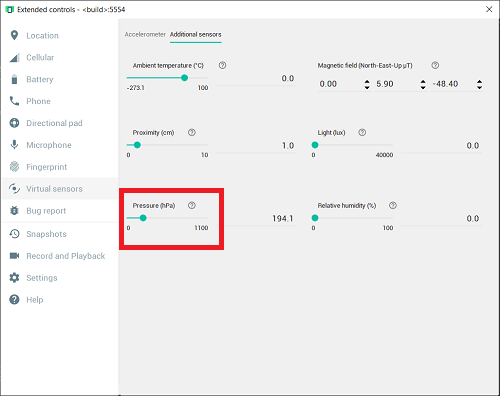 Extended controls - <build>:5554
Location
Cellular
Battery
Phone
Directional pad
Microphone
Fingerprint
Virtual sensors
Bug report
Snapshots
Record and Playback
Settings
Help
Accelerometer Additional sensors
Ambient temperature (°C)
0.0
-273.1 100
Magnetic field (North-East-Up μT)
0.00 5.90 -48.40
Proximity (cm)
1.0
0 10
Light (lux)
0.0
0 40000
Pressure (hPa)
194.1
0 1100
Relative humidity (%)
0.0
0 100